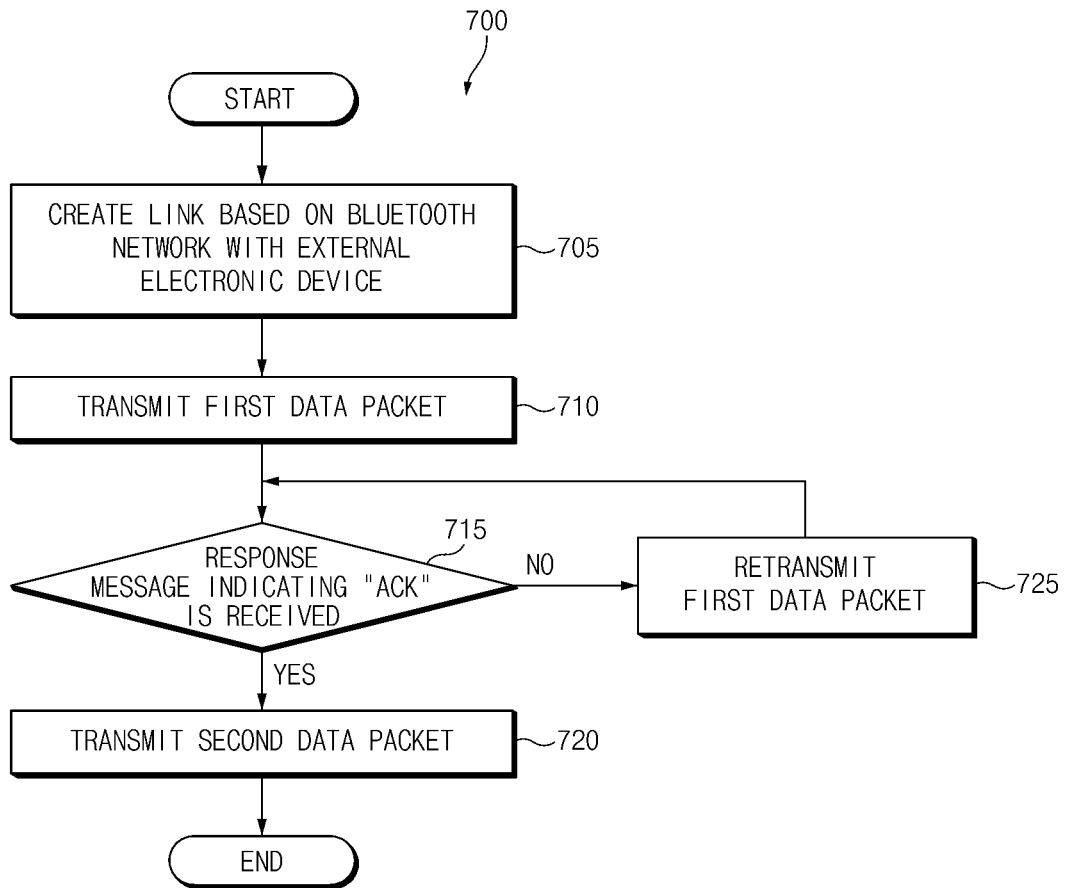 700
START
CREATE LINK BASED ON BLUETOOTH
NETWORK WITH EXTERNAL
ELECTRONIC DEVICE
705
TRANSMIT FIRST DATA PACKET
710
715
RESPONSE
MESSAGE INDICATING "ACK"
IS RECEIVED
NO
RETRANSMIT
FIRST DATA PACKET
725
YES
TRANSMIT SECOND DATA PACKET
720
END